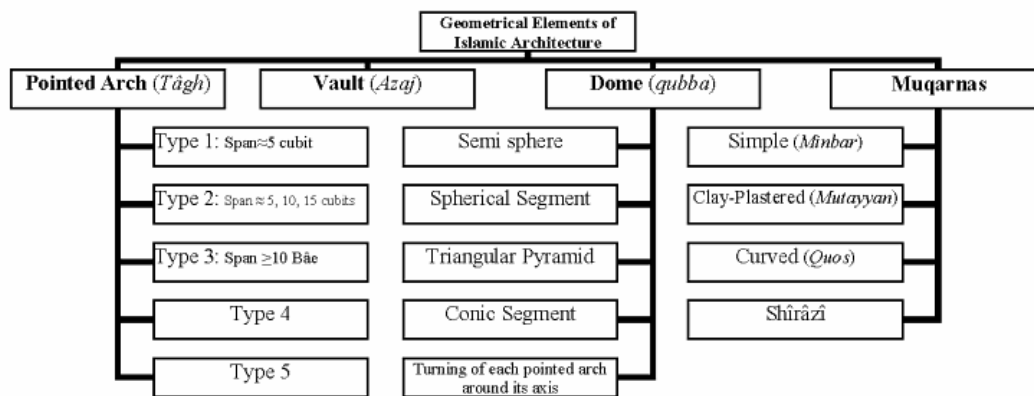 Geometrical Elements of
Islamic Architecture
Pointed Arch (Tâgh)
Vault (Azaj)
Dome (qubba)
Muqarnas
Type 1: Span≈5 cubit
Type 2: Span ≈ 5, 10, 15 cubits
Type 3: Span ≥10 Bâe
Type 4
Type 5
Semi sphere
Spherical Segment
Triangular Pyramid
Conic Segment
Turning of each pointed arch
around its axis
Simple (Minbar)
Clay-Plastered (Mutayyan)
Curved (Quos)
Shîrâzî